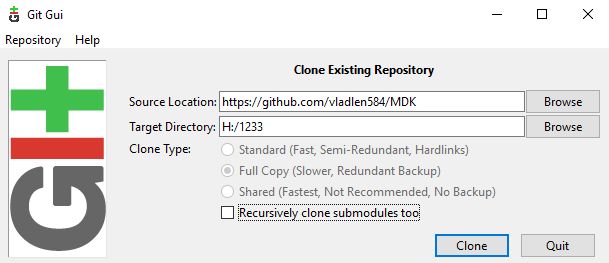 Git Gui
Repository Help
Clone Existing Repository
Source Location: https://github.com/vladlen584/MDK Browse
Target Directory: H:/1233 Browse
Clone Type: Standard (Fast, Semi-Redundant, Hardlinks)
Full Copy (Slower, Redundant Backup)
Shared (Fastest, Not Recommended, No Backup)
Recursively clone submodules too
Clone Quit